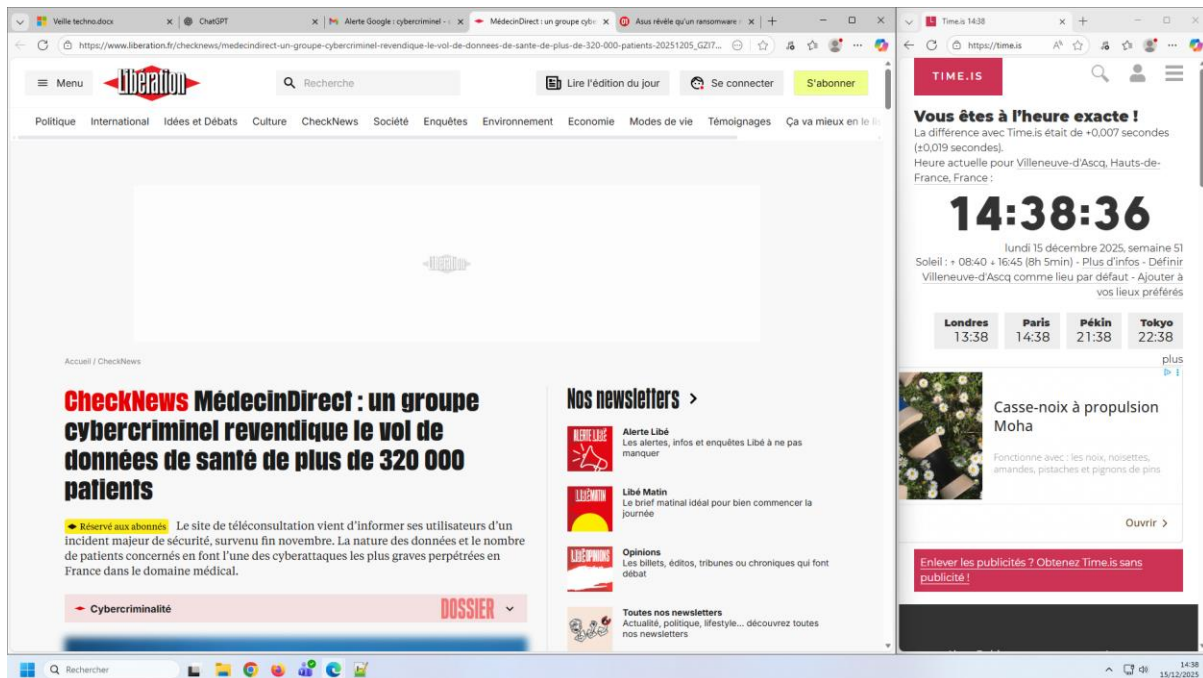 Veille techno.docx
ChatGPT
Alerte Google : cybercriminel -
MédecinDirect : un groupe cybe
Asus révèle qu'un ransomware
https://www.liberation.fr/checknews/medecindirect-un-groupe-cybercriminel-revendique-le-vol-de-donnees-de-sante-de-plus-de-320-000-patients-20251205_GZI7...
Menu
Libération
Recherche
Lire l'édition du jour
Se connecter
S'abonner
Politique International Idées et Débats Culture CheckNews Société Enquêtes Environnement Economie Modes de vie Témoignages Ça va mieux en le
Libération
Accueil / CheckNews
CheckNews MédecinDirect : un groupe
cybercriminel revendique le vol de
données de santé de plus de 320 000
patients
Réservé aux abonnés Le site de téléconsultation vient d'informer ses utilisateurs d'un
incident majeur de sécurité, survenu fin novembre. La nature des données et le nombre
de patients concernés en font l'une des cyberattaques les plus graves perpétrées en
France dans le domaine médical.
Cybercriminalité DOSSIER
Nos newsletters >
ALERTE LIBÉ
Alerte Libé
Les alertes, infos et enquêtes Libé à ne pas
manquer
LIBÉ MATIN
Libé Matin
Le brief matinal idéal pour bien commencer la
journée
LIBÉ OPINIONS
Opinions
Les billets, éditos, tribunes ou chroniques qui font
débat
Toutes nos newsletters
Actualité, politique, lifestyle... découvrez toutes
nos newsletters
Time.is 14:38
https://time.is
TIME.IS
Vous êtes à l'heure exacte !
La différence avec Time.is était de +0,007 secondes
(±0,019 secondes).
Heure actuelle pour Villeneuve-d'Ascq, Hauts-de-
France, France :
14:38:36
lundi 15 décembre 2025, semaine 51
Soleil : ↑ 08:40 ↓ 16:45 (8h 5min) - Plus d'infos - Définir
Villeneuve-d'Ascq comme lieu par défaut - Ajouter à
vos lieux préférés
Londres Paris Pékin Tokyo
13:38 14:38 21:38 22:38
plus
Casse-noix à propulsion
Moha
Fonctionne avec : les noix, noisettes,
amandes, pistaches et pignons de pins
Ouvrir >
Enlever les publicités ? Obtenez Time.is sans
publicité !
Rechercher
14:38
15/12/2025